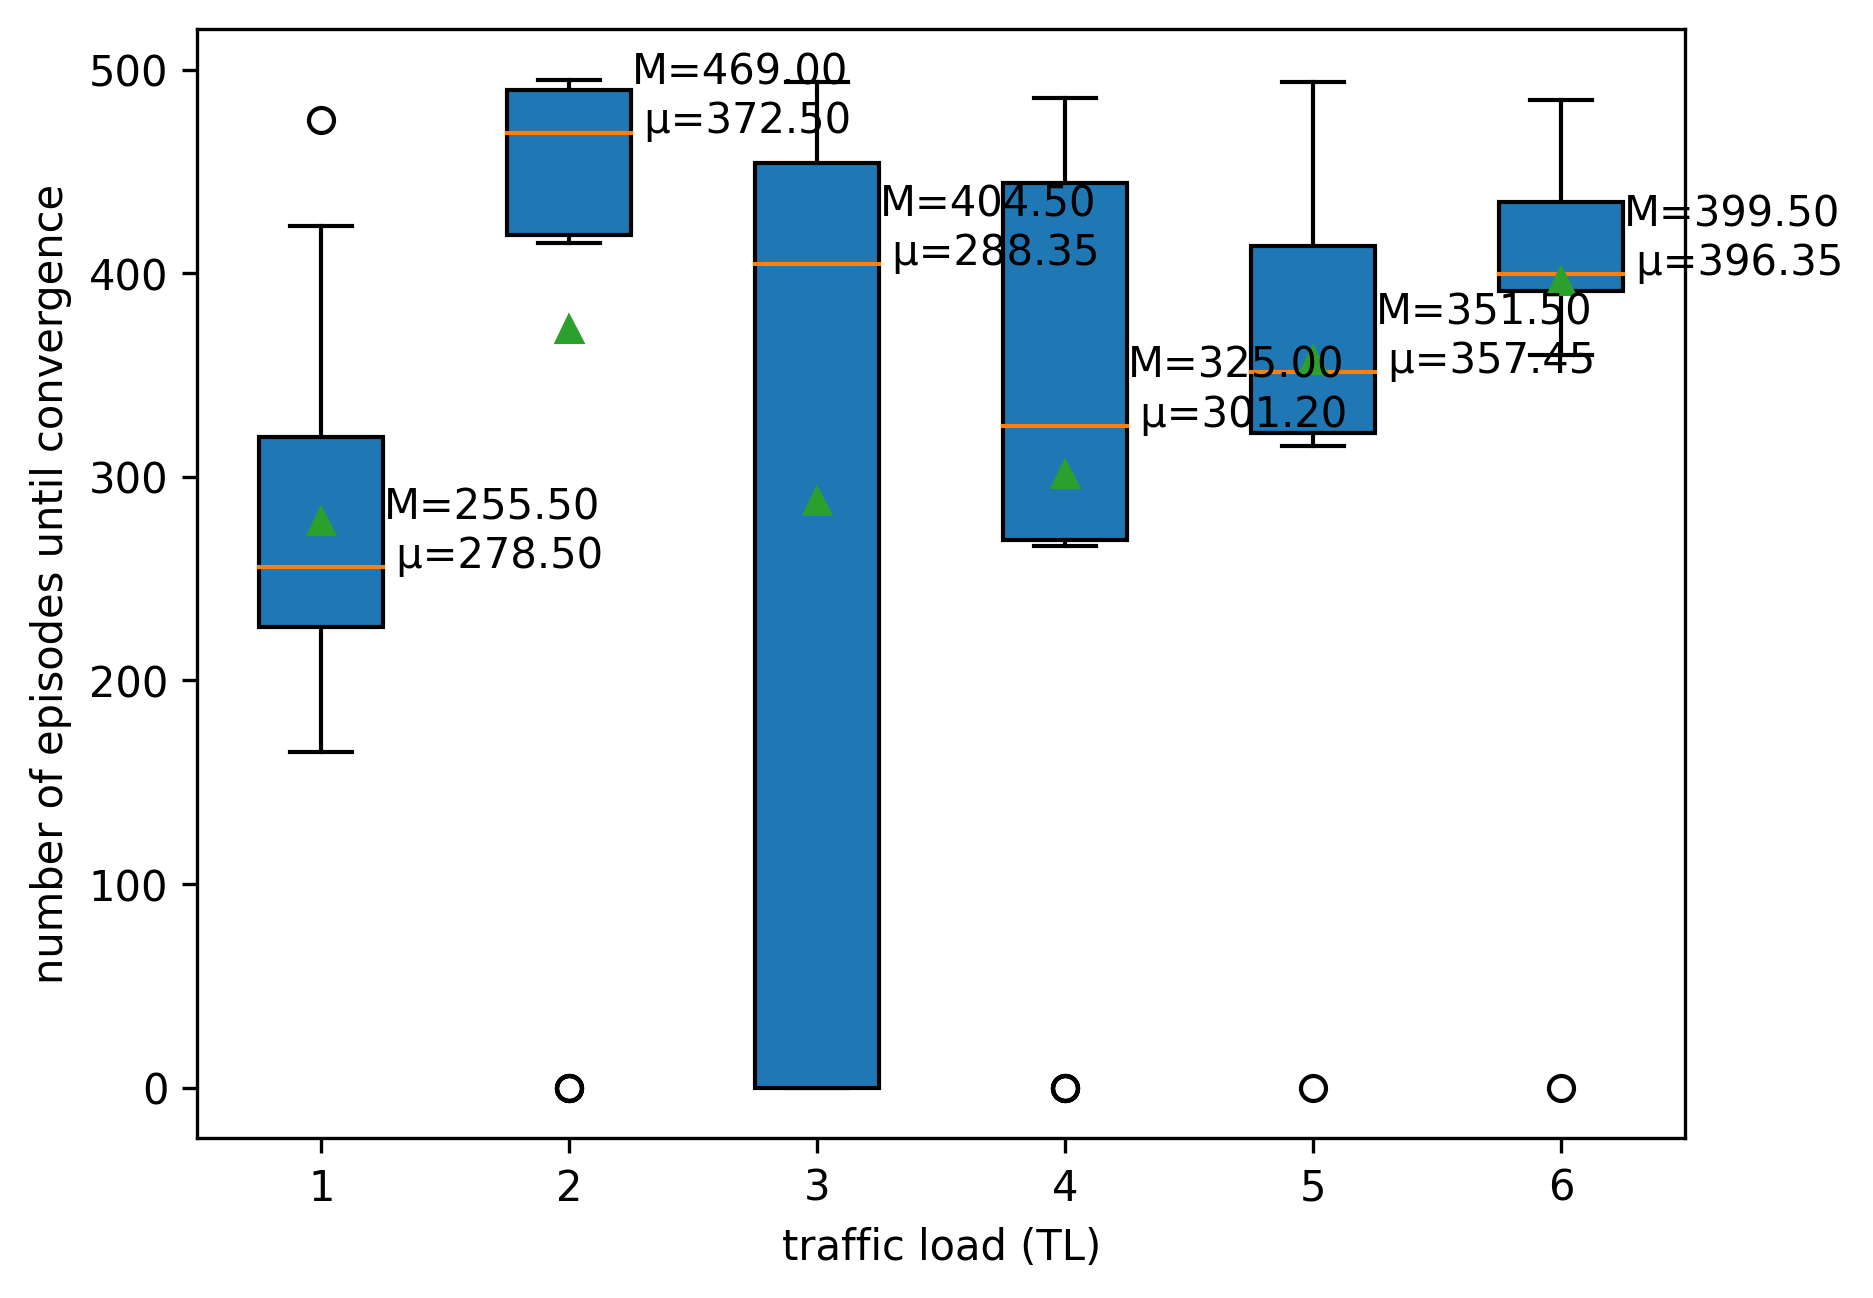 number of episodes until convergence
500
400
300
200
100
0
M=255.50
μ=278.50
M=469.00
μ=372.50
M=404.50
μ=288.35
M=325.00
μ=301.20
M=351.50
μ=357.45
M=399.50
μ=396.35
1 2 3 4 5 6
traffic load (TL)